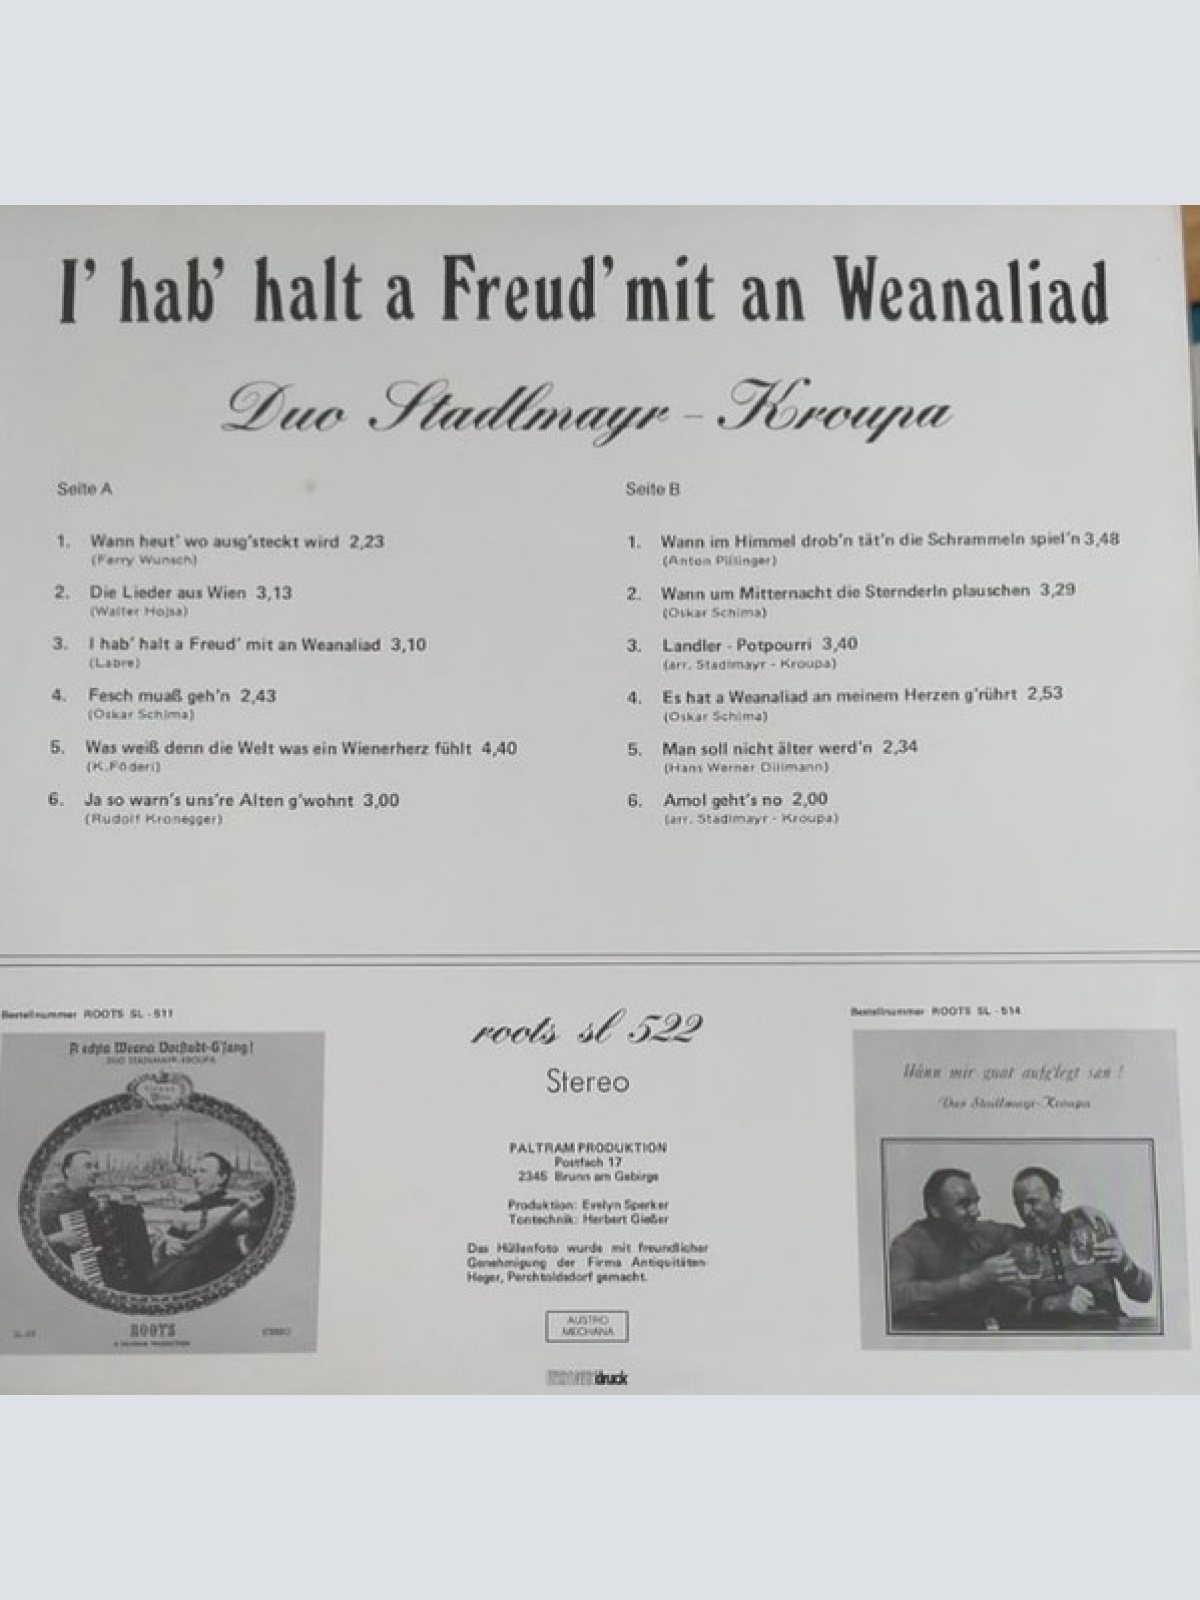 I' hab' halt a Freud' mit an Weanaliad
Duo Stadlmayr - Kroupa
Seite A
1. Wann heut' wo ausg'steckt wird 2,23
(Ferry Wunsch)
2. Die Lieder aus Wien 3,13
(Walter Hojsa)
3. I hab' halt a Freud' mit an Weanaliad 3,10
(Labre)
4. Fesch muaß geh'n 2,43
(Oskar Schima)
5. Was weiß denn die Welt was ein Wienerherz fühlt 4,40
(K.Föderl)
6. Ja so warn's uns're Alten g'wohnt 3,00
(Rudolf Kronegger)
Seite B
1. Wann im Himmel drob'n tät'n die Schrammeln spiel'n 3,48
(Anton Pillinger)
2. Wann um Mitternacht die Sternderln plauschen 3,29
(Oskar Schima)
3. Landler - Potpourri 3,40
(arr. Stadlmayr - Kroupa)
4. Es hat a Weanaliad an meinem Herzen g'rührt 2,53
(Oskar Schima)
5. Man soll nicht älter werd'n 2,34
(Hans Werner Dillmann)
6. Amol geht's no 2,00
(arr. Stadlmayr - Kroupa)
Bestellnummer ROOTS SL - 511
A echte Weana Vorstadt-G'sang!
DUO STADLMAYR-KROUPA
ROOTS
STEREO
roots sl 522
Stereo
PALTRAM PRODUKTION
Postfach 17
2345 Brunn am Gebirge
Produktion: Evelyn Sperker
Tontechnik: Herbert Gießer
Das Hüllenfoto wurde mit freundlicher
Genehmigung der Firma Antiquitäten-
Heger, Perchtoldsdorf gemacht.
AUSTRO
MECHANA
druck
Bestellnummer ROOTS SL - 514
Wann mir guat aufg'legt san !
Duo Stadlmayr-Kroupa